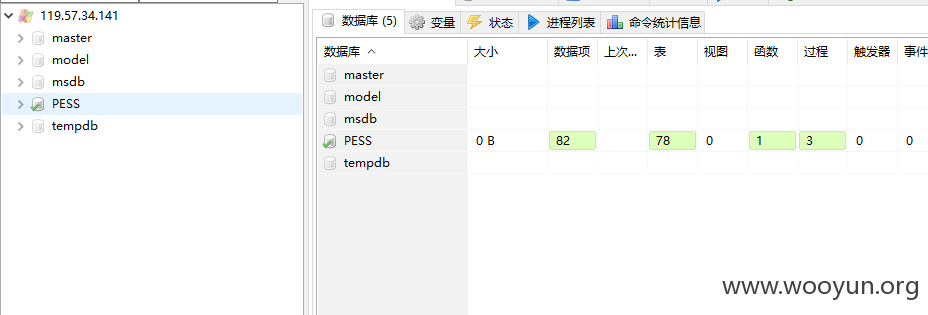 119.57.34.141
master
model
msdb
PESS
tempdb
数据库 (5) 变量 状态 进程列表 命令统计信息
数据库 大小 数据项 上次... 表 视图 函数 过程 触发器 事件
master
model
msdb
PESS 0 B 82 78 0 1 3 0 0
tempdb
www.wooyun.org